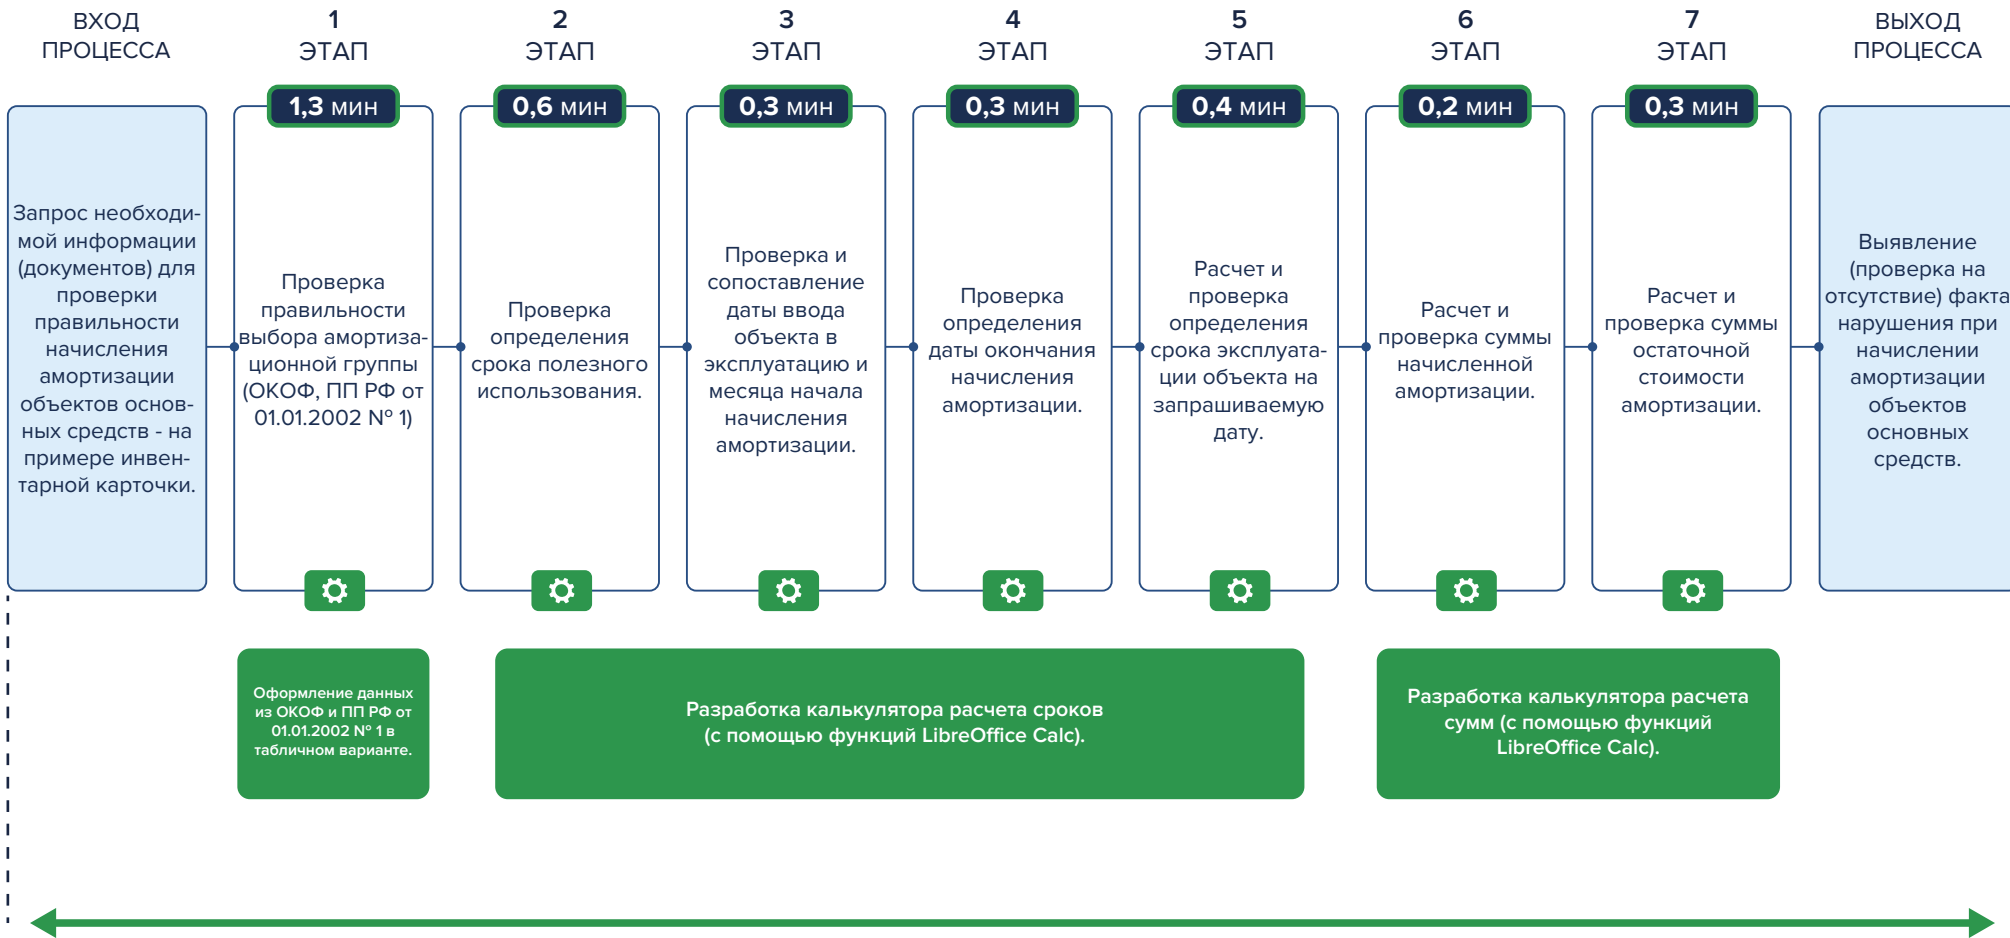 ВХОД
ПРОЦЕССА
1
ЭТАП
2
ЭТАП
3
ЭТАП
4
ЭТАП
5
ЭТАП
6
ЭТАП
7
ЭТАП
ВЫХОД
ПРОЦЕССА
1,3 мин
0,6 мин
0,3 мин
0,3 мин
0,4 мин
0,2 мин
0,3 мин
Запрос необходи-
мой информации
(документов) для
проверки
правильности
начисления
амортизации
объектов основ-
ных средств - на
примере инвен-
тарной карточки.
Проверка
правильности
выбора амортиза-
ционной группы
(ОКОФ, ПП РФ от
01.01.2002 № 1)
Проверка
определения
срока полезного
использования.
Проверка и
сопоставление
даты ввода
объекта в
эксплуатацию и
месяца начала
начисления
амортизации.
Проверка
определения
даты окончания
начисления
амортизации.
Расчет и
проверка
определения
срока эксплуата-
ции объекта на
запрашиваемую
дату.
Расчет и
проверка суммы
начисленной
амортизации.
Расчет и
проверка суммы
остаточной
стоимости
амортизации.
Выявление
(проверка на
отсутствие) факта
нарушения при
начислении
амортизации
объектов
основных
средств.
Оформление данных
из ОКОФ и ПП РФ от
01.01.2002 № 1 в
табличном варианте.
Разработка калькулятора расчета сроков
(с помощью функций LibreOffice Calc).
Разработка калькулятора расчета
сумм (с помощью функций
LibreOffice Calc).